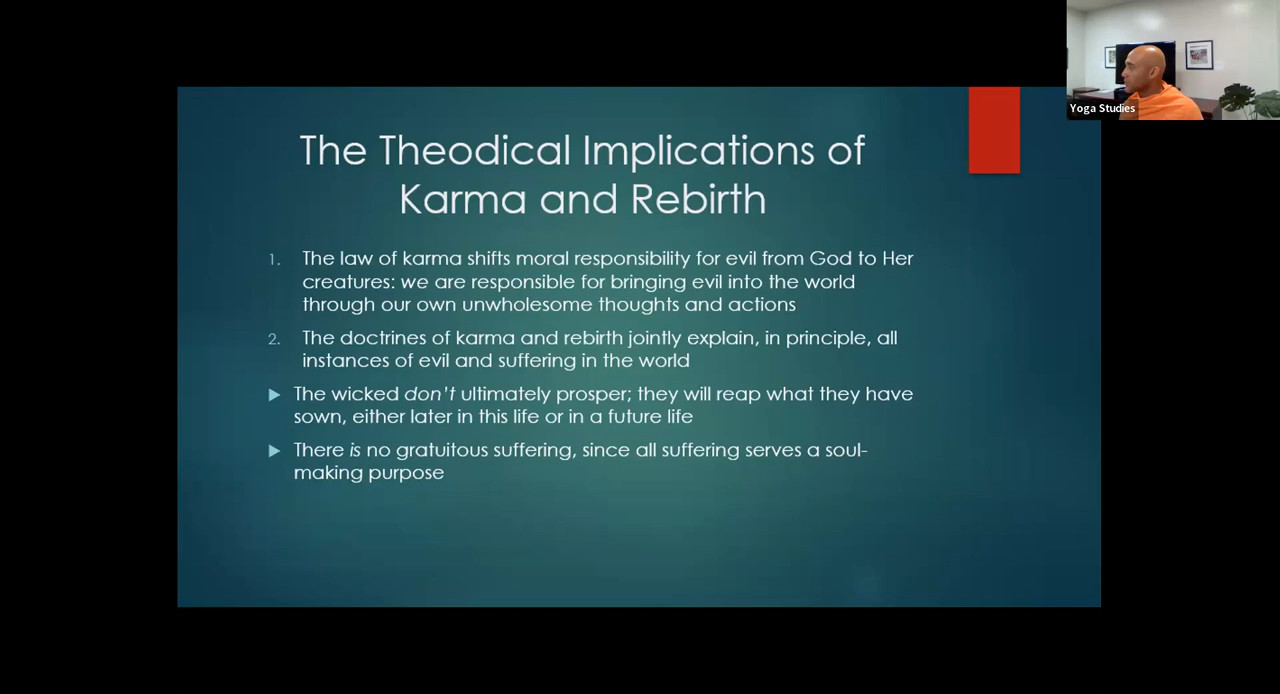 Yoga Studies
The Theodical Implications of
Karma and Rebirth
1. The law of karma shifts moral responsibility for evil from God to Her
creatures: we are responsible for bringing evil into the world
through our own unwholesome thoughts and actions
2. The doctrines of karma and rebirth jointly explain, in principle, all
instances of evil and suffering in the world
The wicked don't ultimately prosper; they will reap what they have
sown, either later in this life or in a future life
There is no gratuitous suffering, since all suffering serves a soul-
making purpose